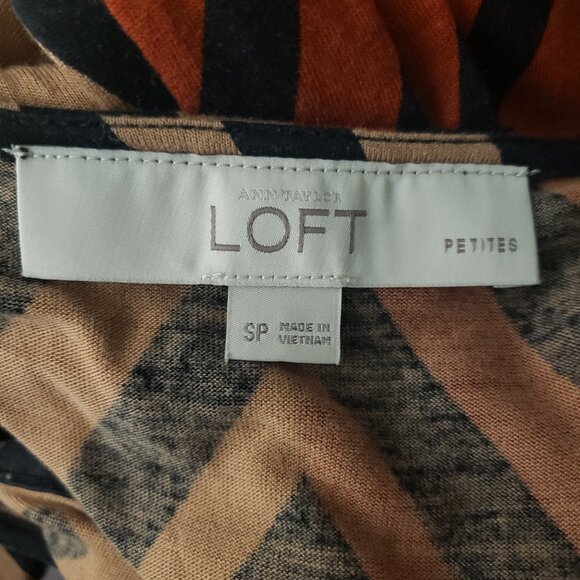 ANN TAYLOR
LOFT
PETITES
SP
MADE IN
VIETNAM